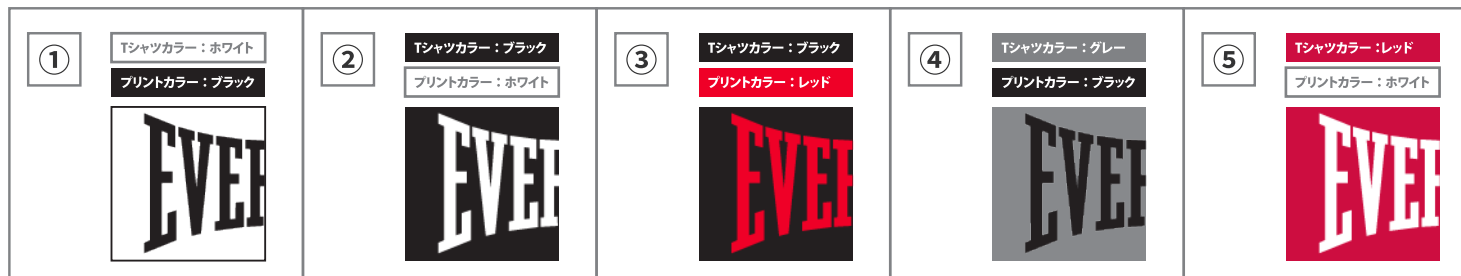 ①
Tシャツカラー：ホワイト
プリントカラー：ブラック
EVE
②
Tシャツカラー：ブラック
プリントカラー：ホワイト
EVE
③
Tシャツカラー：ブラック
プリントカラー：レッド
EVE
④
Tシャツカラー：グレー
プリントカラー：ブラック
EVE
⑤
Tシャツカラー：レッド
プリントカラー：ホワイト
EVE